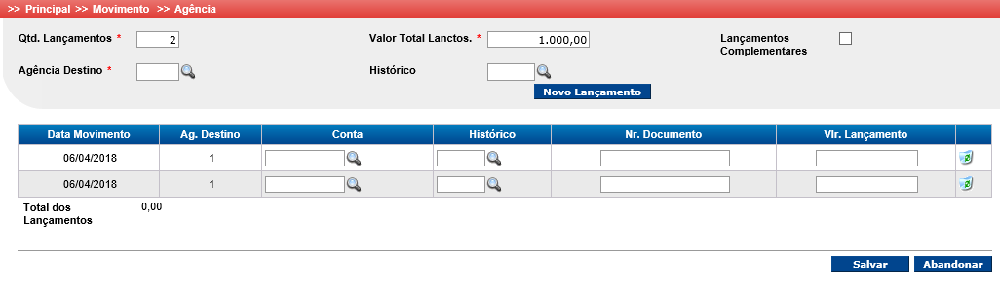 >> Principal >> Movimento >> Agência
Qtd. Lançamentos * 2 Valor Total Lanctos. * 1.000,00 Lançamentos Complementares
Agência Destino * Histórico
Novo Lançamento
Data Movimento Ag. Destino Conta Histórico Nr. Documento Vlr. Lançamento
06/04/2018 1
06/04/2018 1
Total dos Lançamentos 0,00
Salvar Abandonar